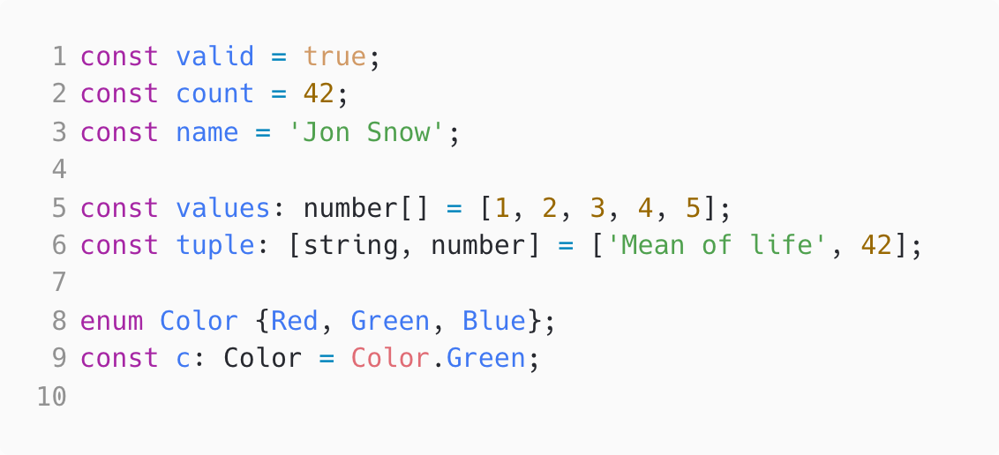 1 const valid = true;
2 const count = 42;
3 const name = 'Jon Snow';
4
5 const values: number[] = [1, 2, 3, 4, 5];
6 const tuple: [string, number] = ['Mean of life', 42];
7
8 enum Color {Red, Green, Blue};
9 const c: Color = Color.Green;
10